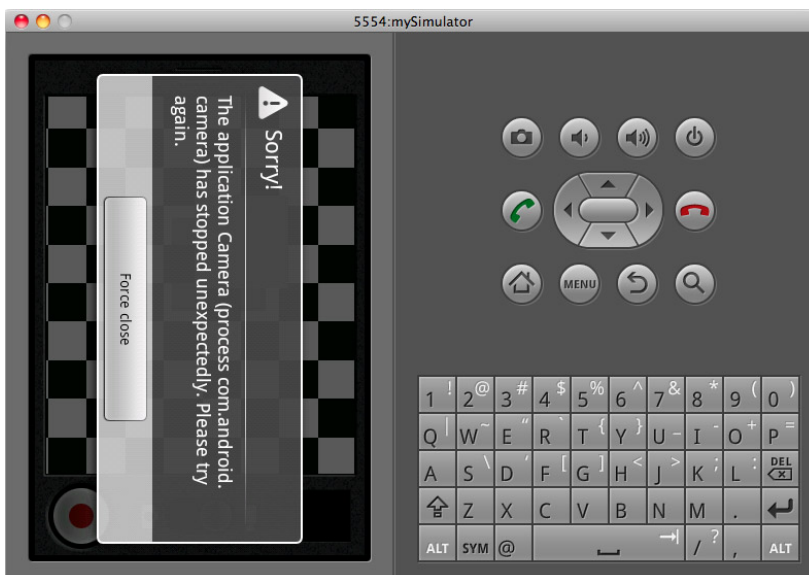 5554:mySimulator
Sorry!
The application Camera (process com.android.
camera) has stopped unexpectedly. Please try
again.
Force close
MENU
1 ! 2 @ 3 # 4 $ 5 % 6 ^ 7 & 8 * 9 ( 0 )
Q | W ~ E " R ` T { Y } U _ I - O + P =
A S \ D ' F [ G ] H < J > K ; L : DEL
Z X C V B N M .
ALT SYM @ / ? , ALT